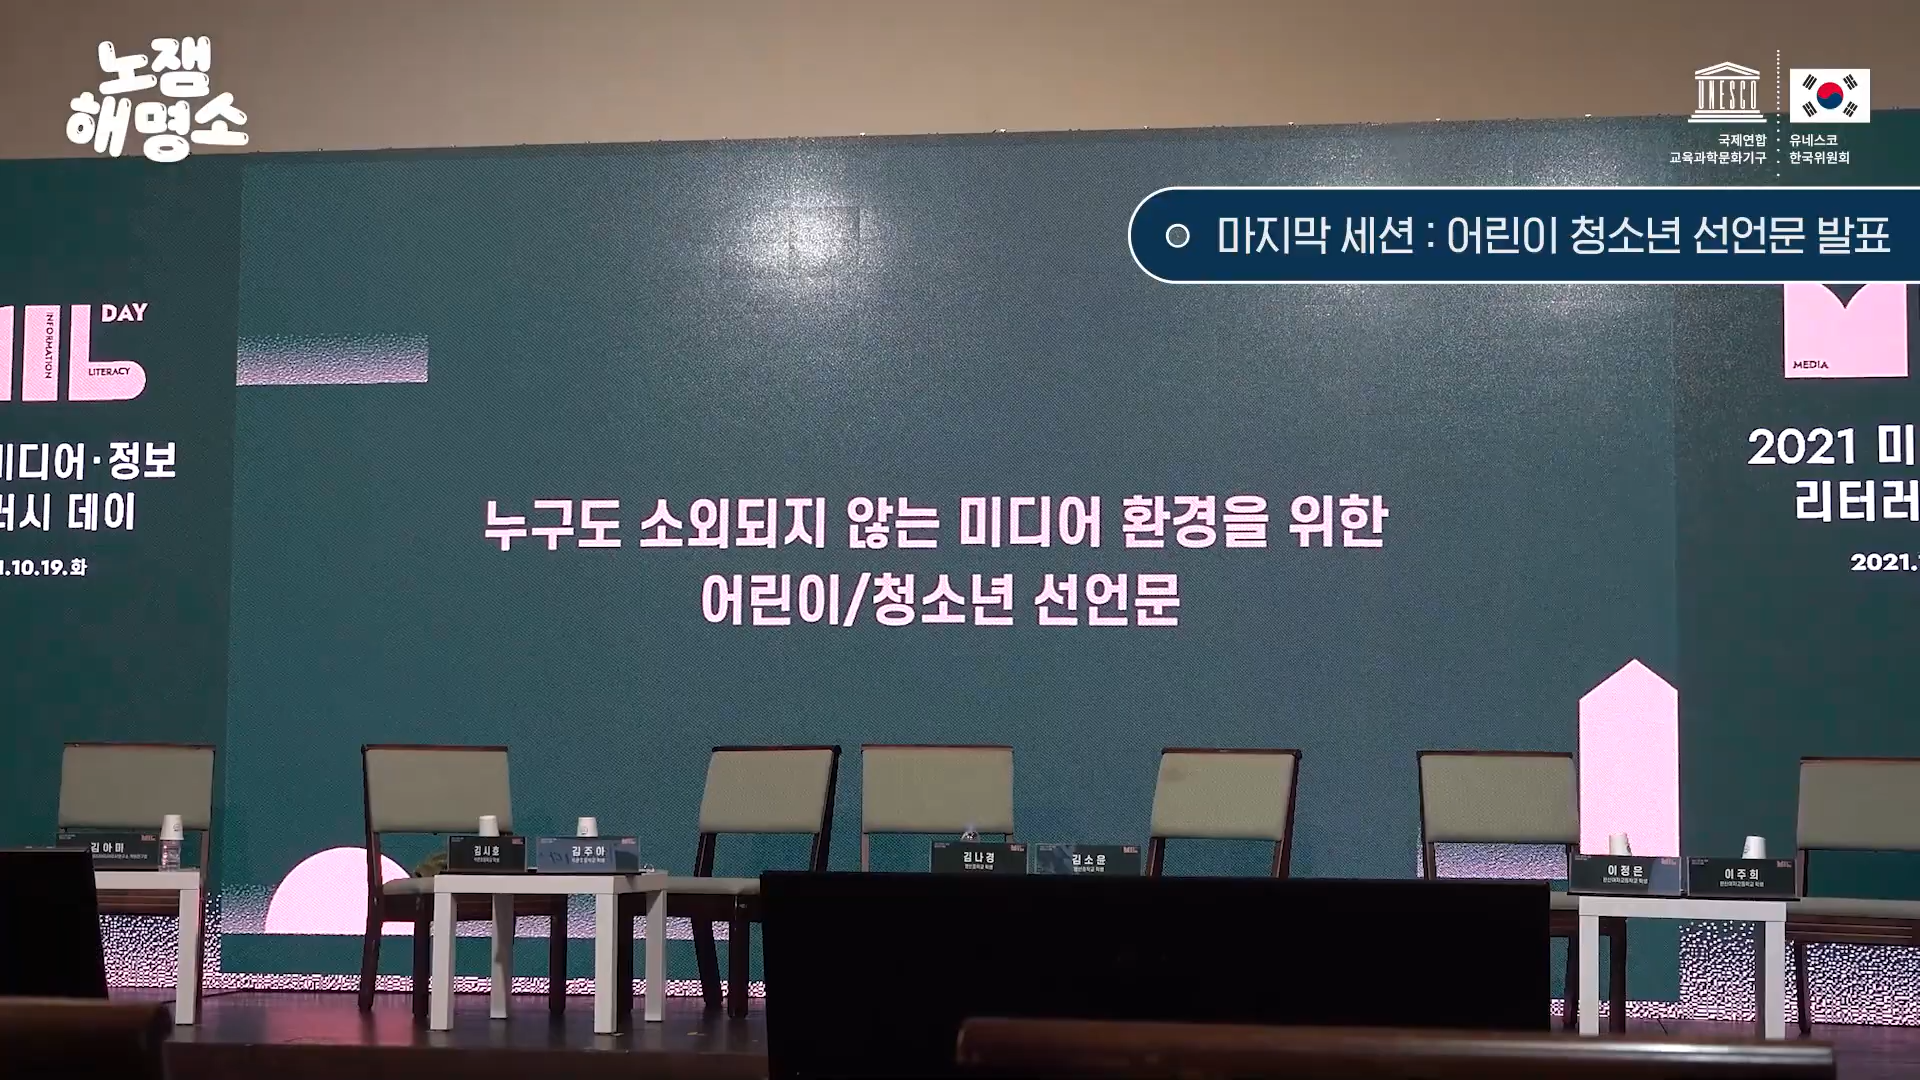 노잼
해명소
UNESCO
국제연합
교육과학문화기구
유네스코
한국위원회
마지막 세션 : 어린이 청소년 선언문 발표
DAY
INFORMATION
LITERACY
미디어·정보
러시 데이
1.10.19.화
누구도 소외되지 않는 미디어 환경을 위한
어린이/청소년 선언문
MEDIA
2021 미
리터러
2021.
김아미
김시호
김주아
김나경
김소윤
이정은
이주희